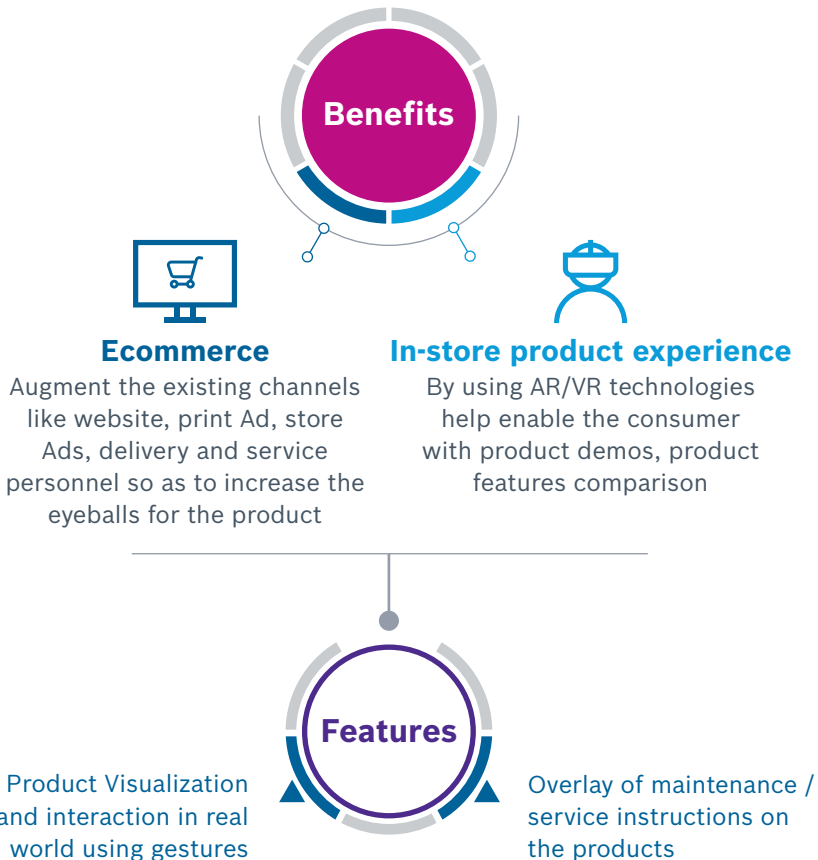 Benefits
Ecommerce
Augment the existing channels
like website, print Ad, store
Ads, delivery and service
personnel so as to increase the
eyeballs for the product
In-store product experience
By using AR/VR technologies
help enable the consumer
with product demos, product
features comparison
Features
Product Visualization
and interaction in real
world using gestures
Overlay of maintenance /
service instructions on
the products